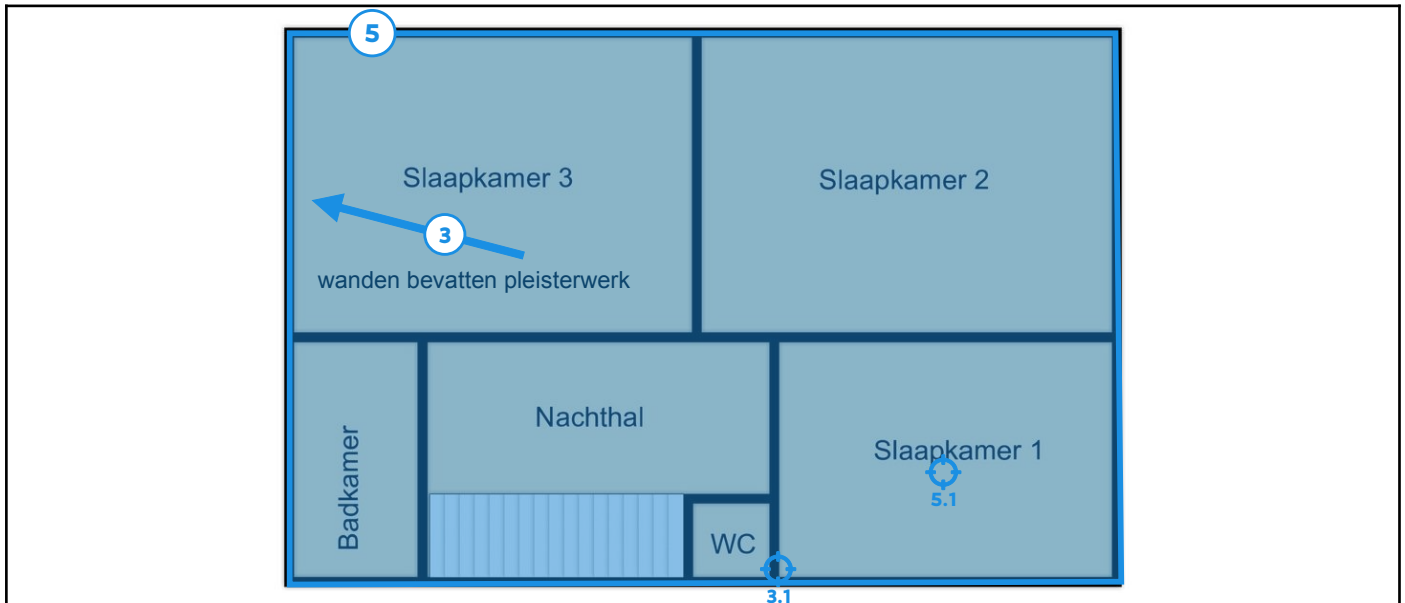 5
Slaapkamer 3
Slaapkamer 2
3
wanden bevatten pleisterwerk
Nachthal
Badkamer
Slaapkamer 1
5.1
WC
3.1